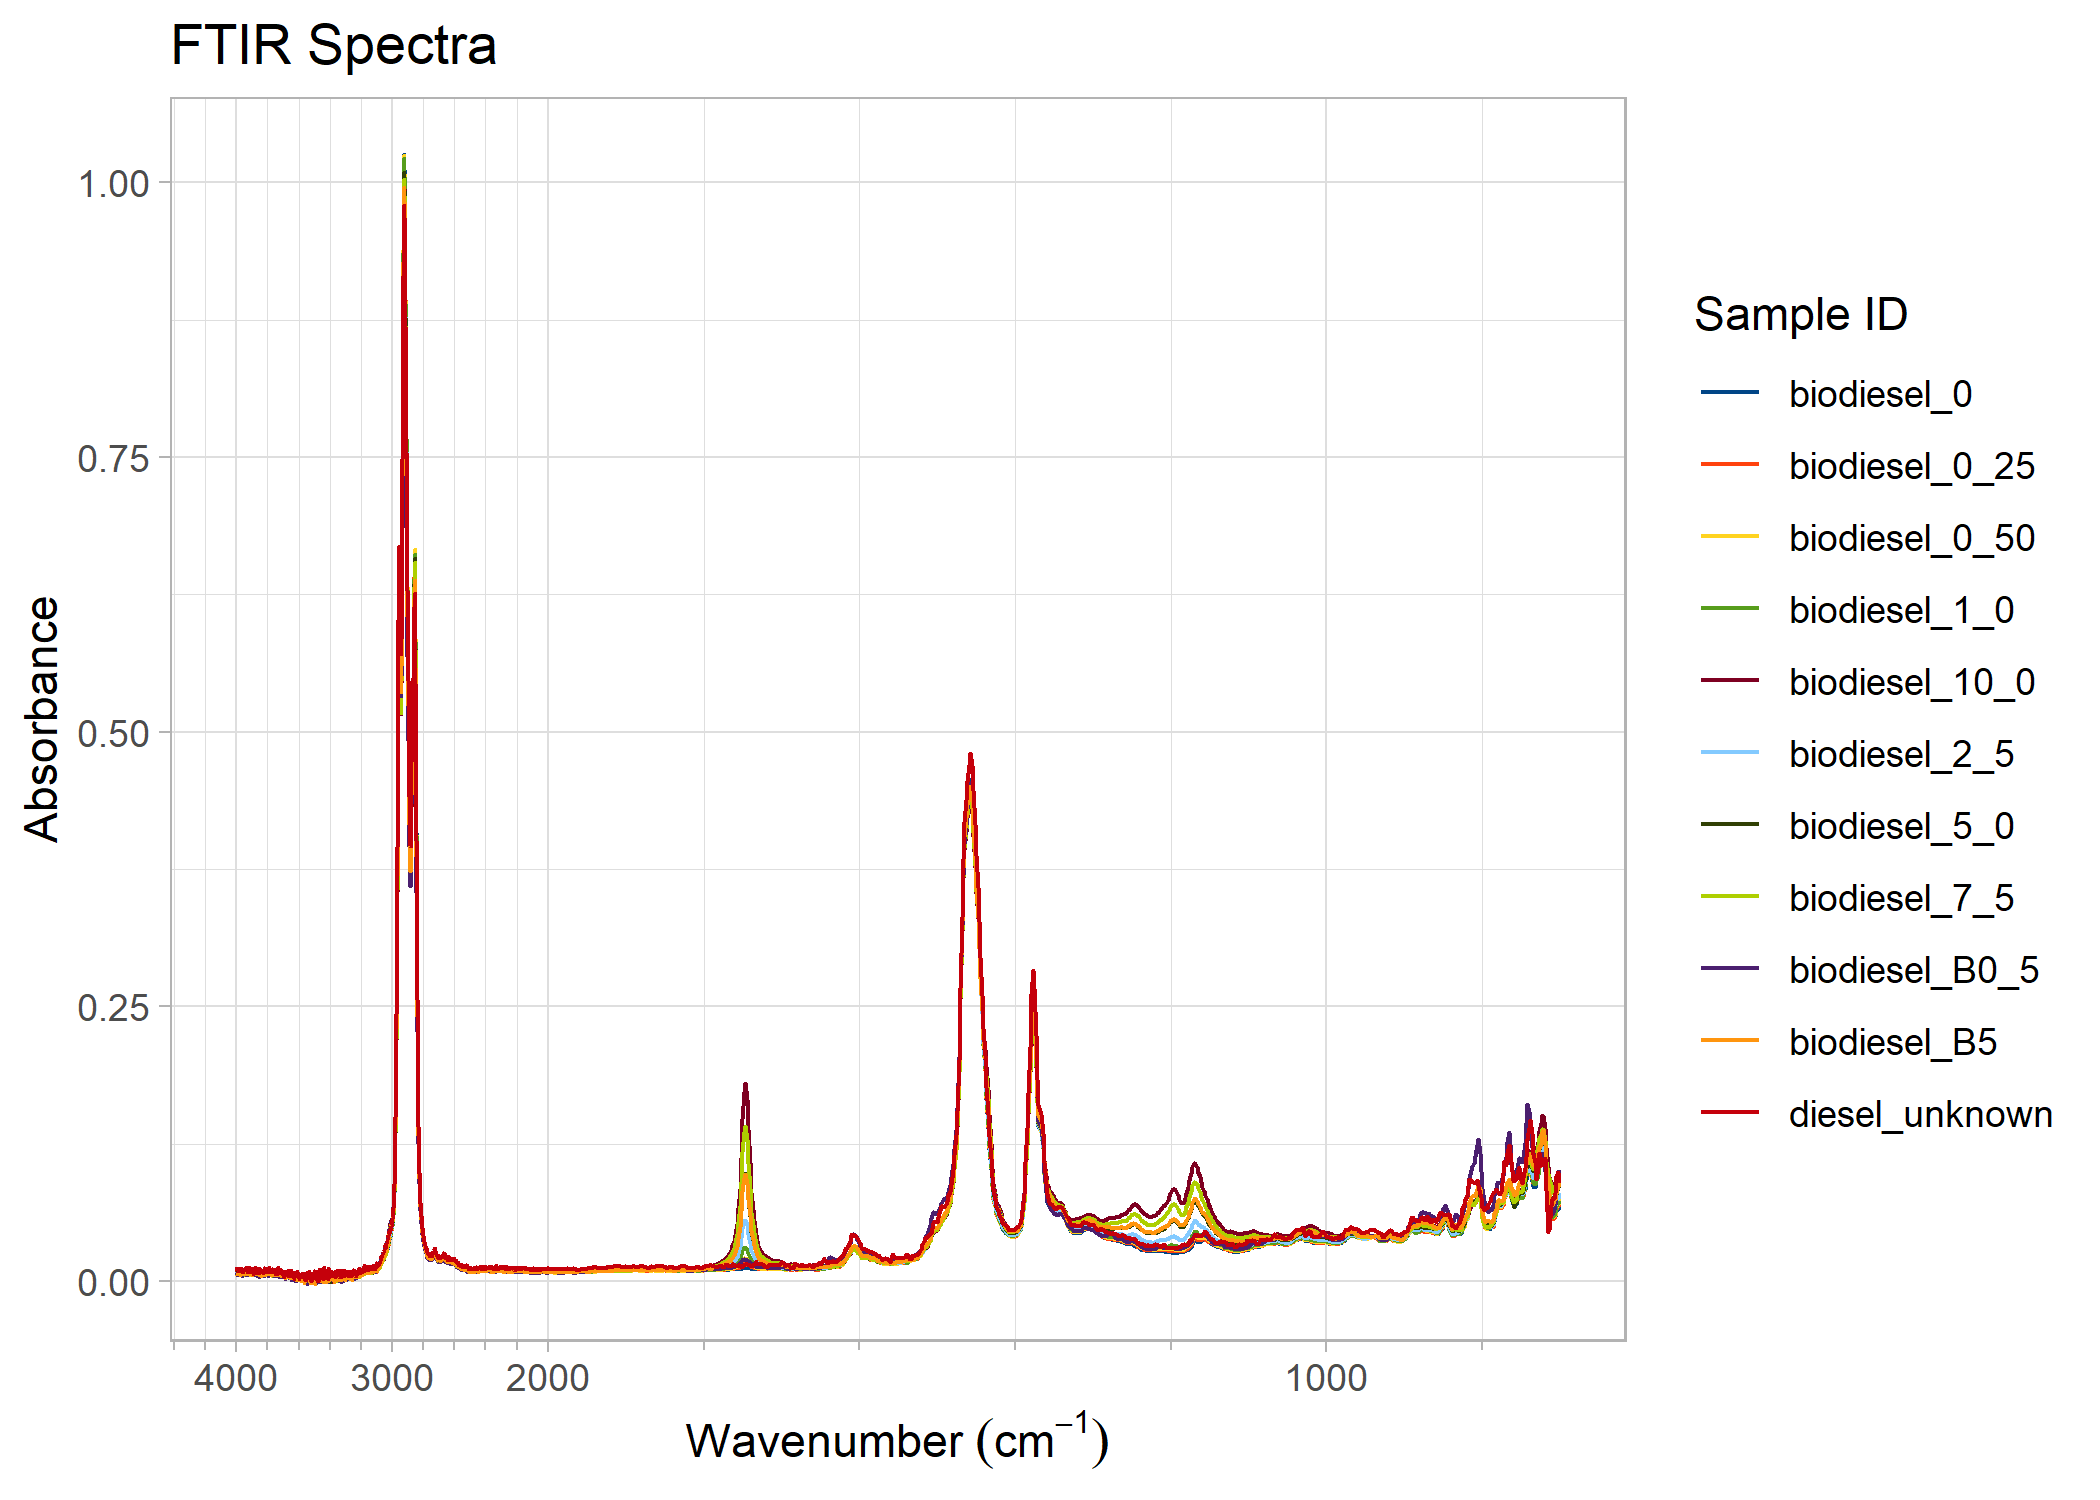 FTIR Spectra
1.00
0.75
0.50
0.25
0.00
Absorbance
4000 3000 2000 1000
Wavenumber (cm⁻¹)
Sample ID
biodiesel_0
biodiesel_0_25
biodiesel_0_50
biodiesel_1_0
biodiesel_10_0
biodiesel_2_5
biodiesel_5_0
biodiesel_7_5
biodiesel_B0_5
biodiesel_B5
diesel_unknown